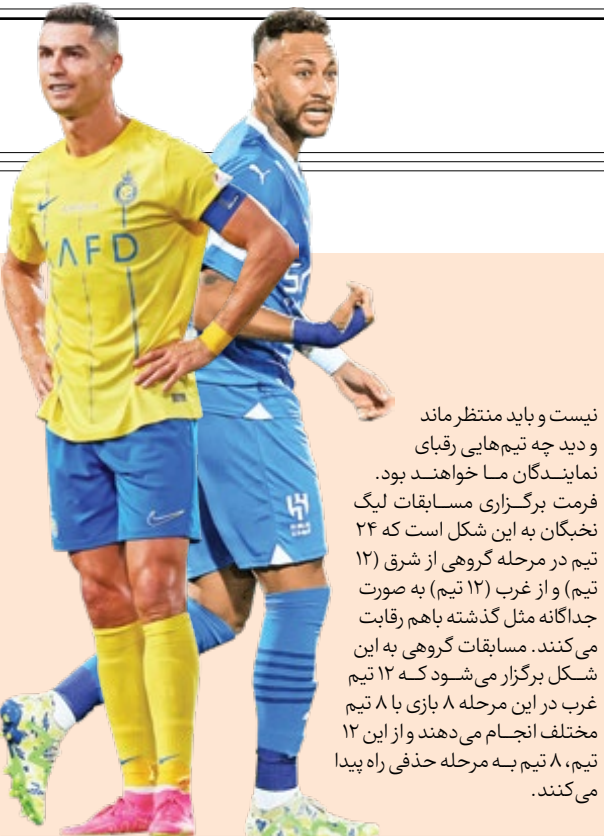 AFD
نیست و باید منتظر ماند
و دید چه تیم‌هایی رقبای
نمایندگان ما خواهند بود.
فرمت برگزاری مسابقات لیگ
نخبگان به این شکل است که ۲۴
تیم در مرحله گروهی از شرق (۱۲
تیم) و از غرب (۱۲ تیم) به صورت
جداگانه مثل گذشته باهم رقابت
می‌کنند. مسابقات گروهی به این
شکل برگزار می‌شود که ۱۲ تیم
غرب در این مرحله ۸ بازی با ۸ تیم
مختلف انجام می‌دهند و از این ۱۲
تیم، ۸ تیم به مرحله حذفی راه پیدا
می‌کنند.